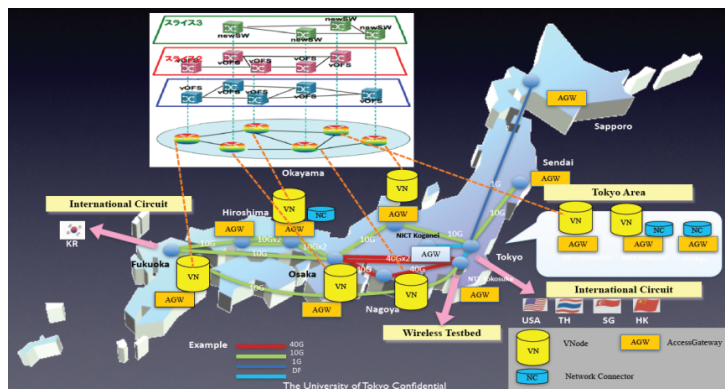 スライス3
newSW
newSW
newSW
newSW
スライス2
vOFS
vOFS
vOFS
vOFS
vOFS
vOFS
vOFS
vOFS
AGW
Sapporo
Okayama
Sendai
AGW
International Circuit
KR
Hiroshima
VN
NC
VN
AGW
AGW
AGW
1G
Tokyo Area
VN
VN
NC
NC
AGW
AGW
AGW
NICT Koganei
10G
10Gx2
10Gx2
10G
10G
10G
10G
AGW
Fukuoka
VN
Osaka
40Gx2
40G
40G
Tokyo
10G
VN
VN
AGW
AGW
AGW
Nagoya
International Circuit
USA
TH
SG
HK
Wireless Testbed
Example
40G
10G
1G
DF
VN
VNode
AGW
AccessGateway
NC
Network Connector
The University of Tokyo Confidential